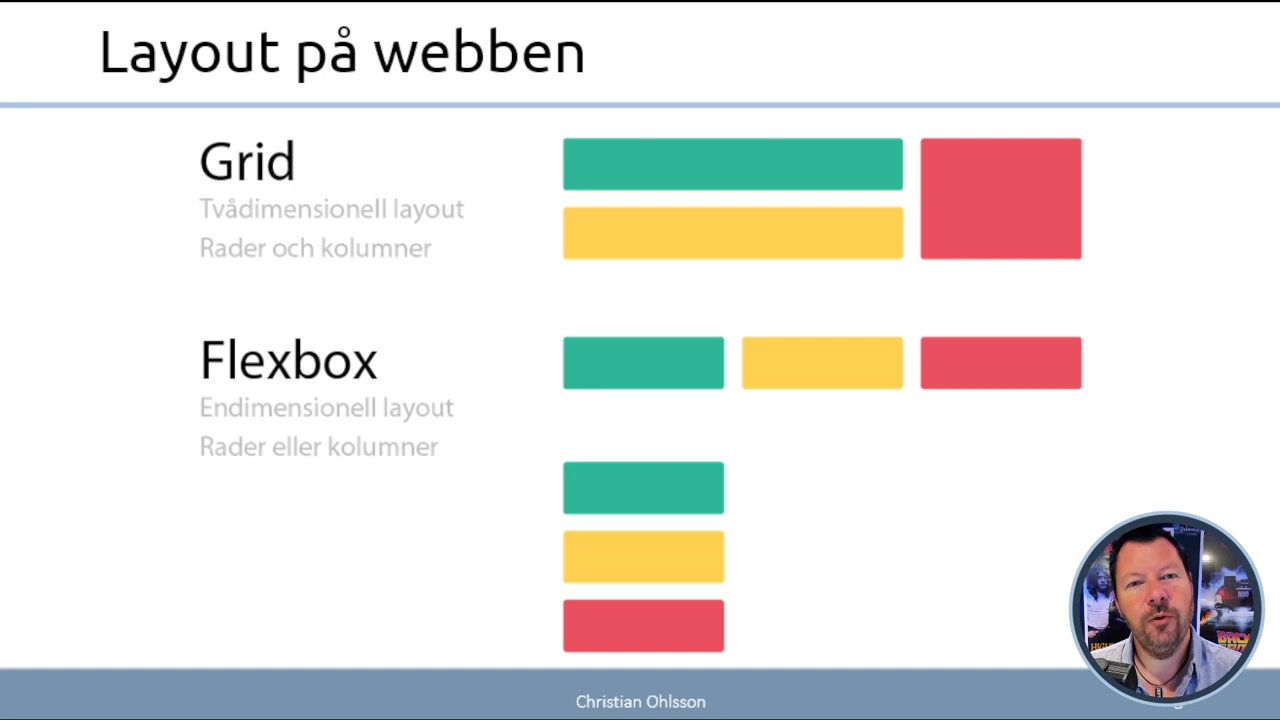 Layout på webben
Grid
Tvådimensionell layout
Rader och kolumner
Flexbox
Endimensionell layout
Rader eller kolumner
Christian Ohlsson